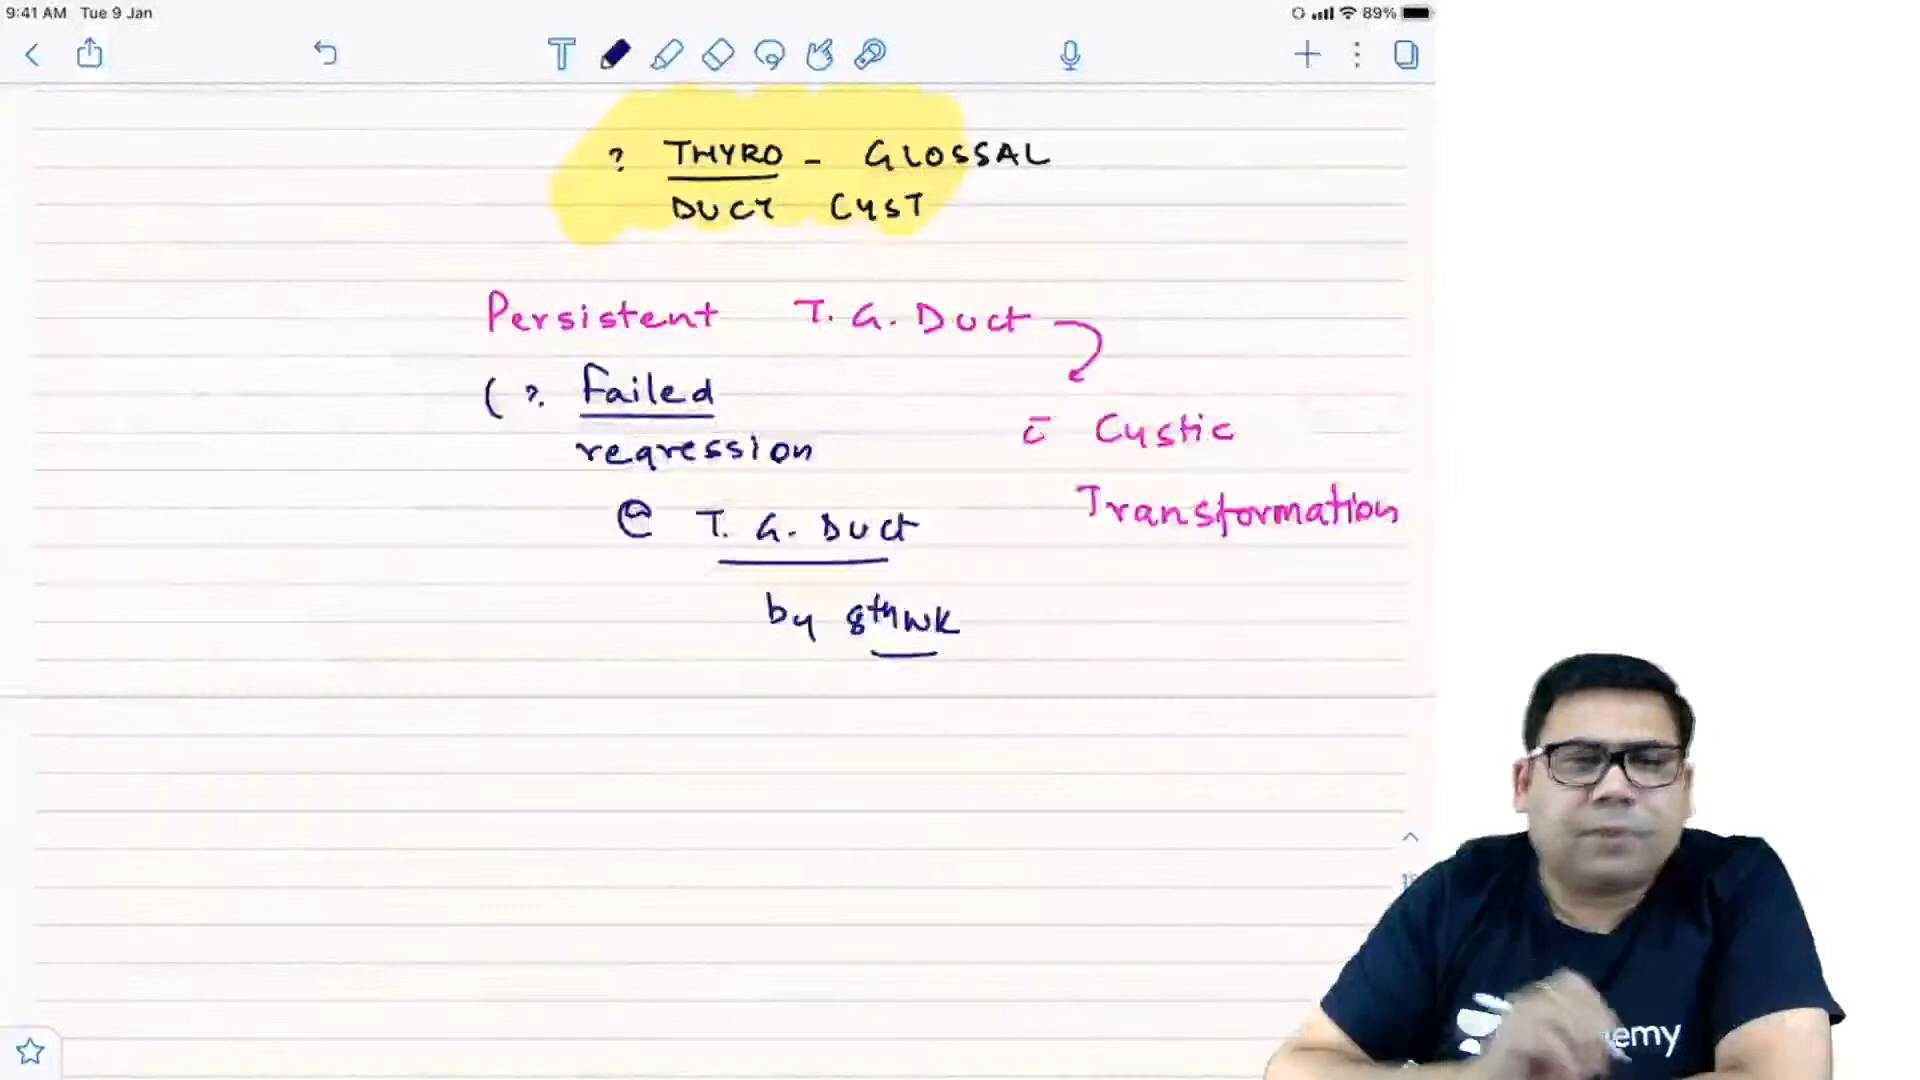 9:41 AM Tue 9 Jan 89%
? THYRO - GLOSSAL
DUCT CYST
Persistent T. G. Duct
(?. Failed
regression
c̄ Cystic
Transformation
@ T. G. Duct
by 8th wk
emy